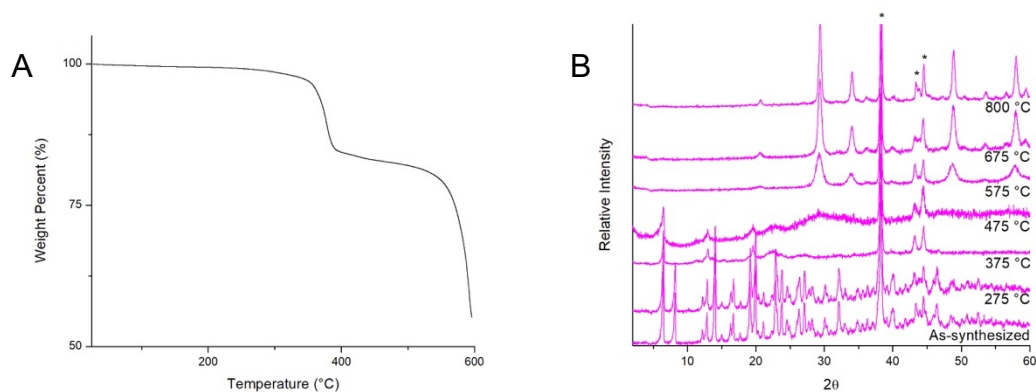 A
100
75
50
Weight Percent (%)
200
400
600
Temperature (°C)
B
*
*
*
800 °C
675 °C
575 °C
475 °C
375 °C
275 °C
As-synthesized
Relative Intensity
10
20
30
40
50
60
2θ